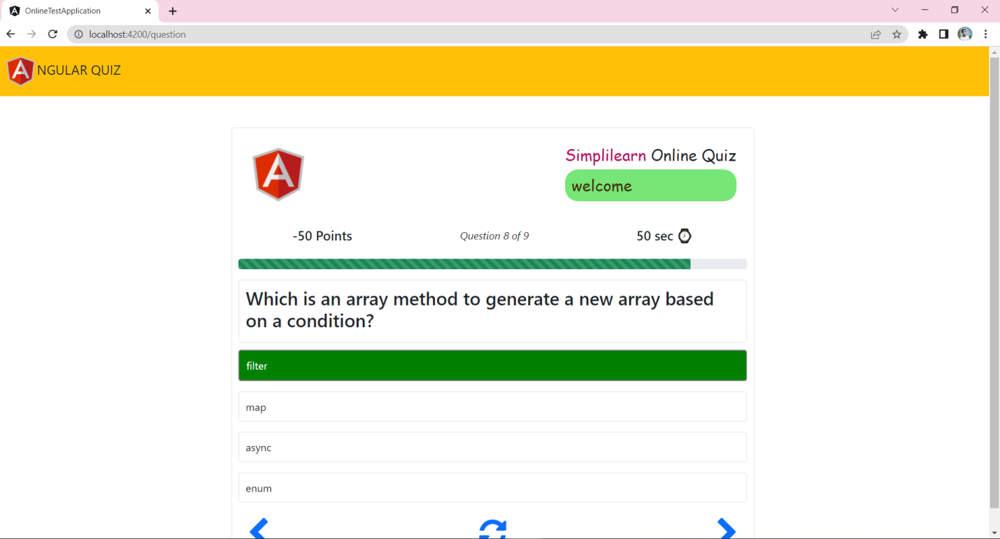 OnlineTestApplication
localhost:4200/question
NGULAR QUIZ
Simplilearn Online Quiz
welcome
-50 Points
Question 8 of 9
50 sec
Which is an array method to generate a new array based
on a condition?
filter
map
async
enum